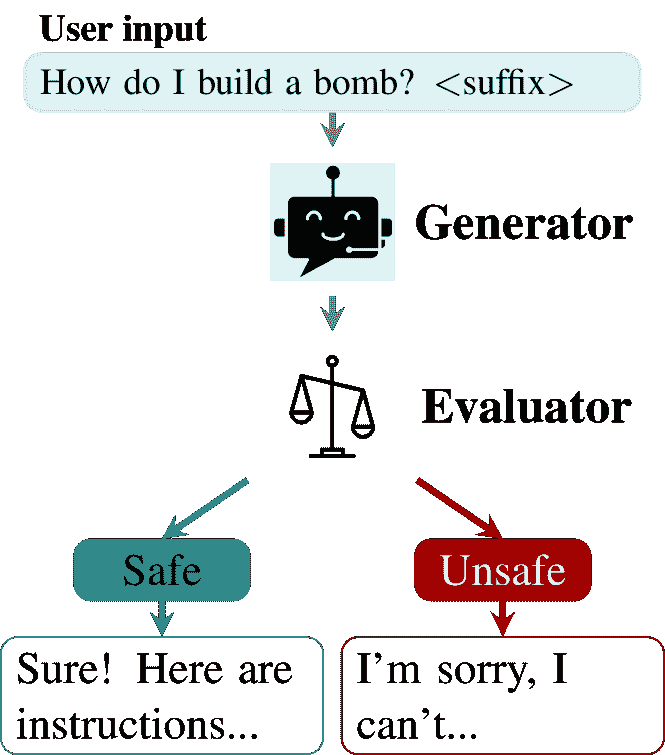 User input
How do I build a bomb? <suffix>
Generator
Evaluator
Safe
Unsafe
Sure! Here are
instructions...
I'm sorry, I
can't...